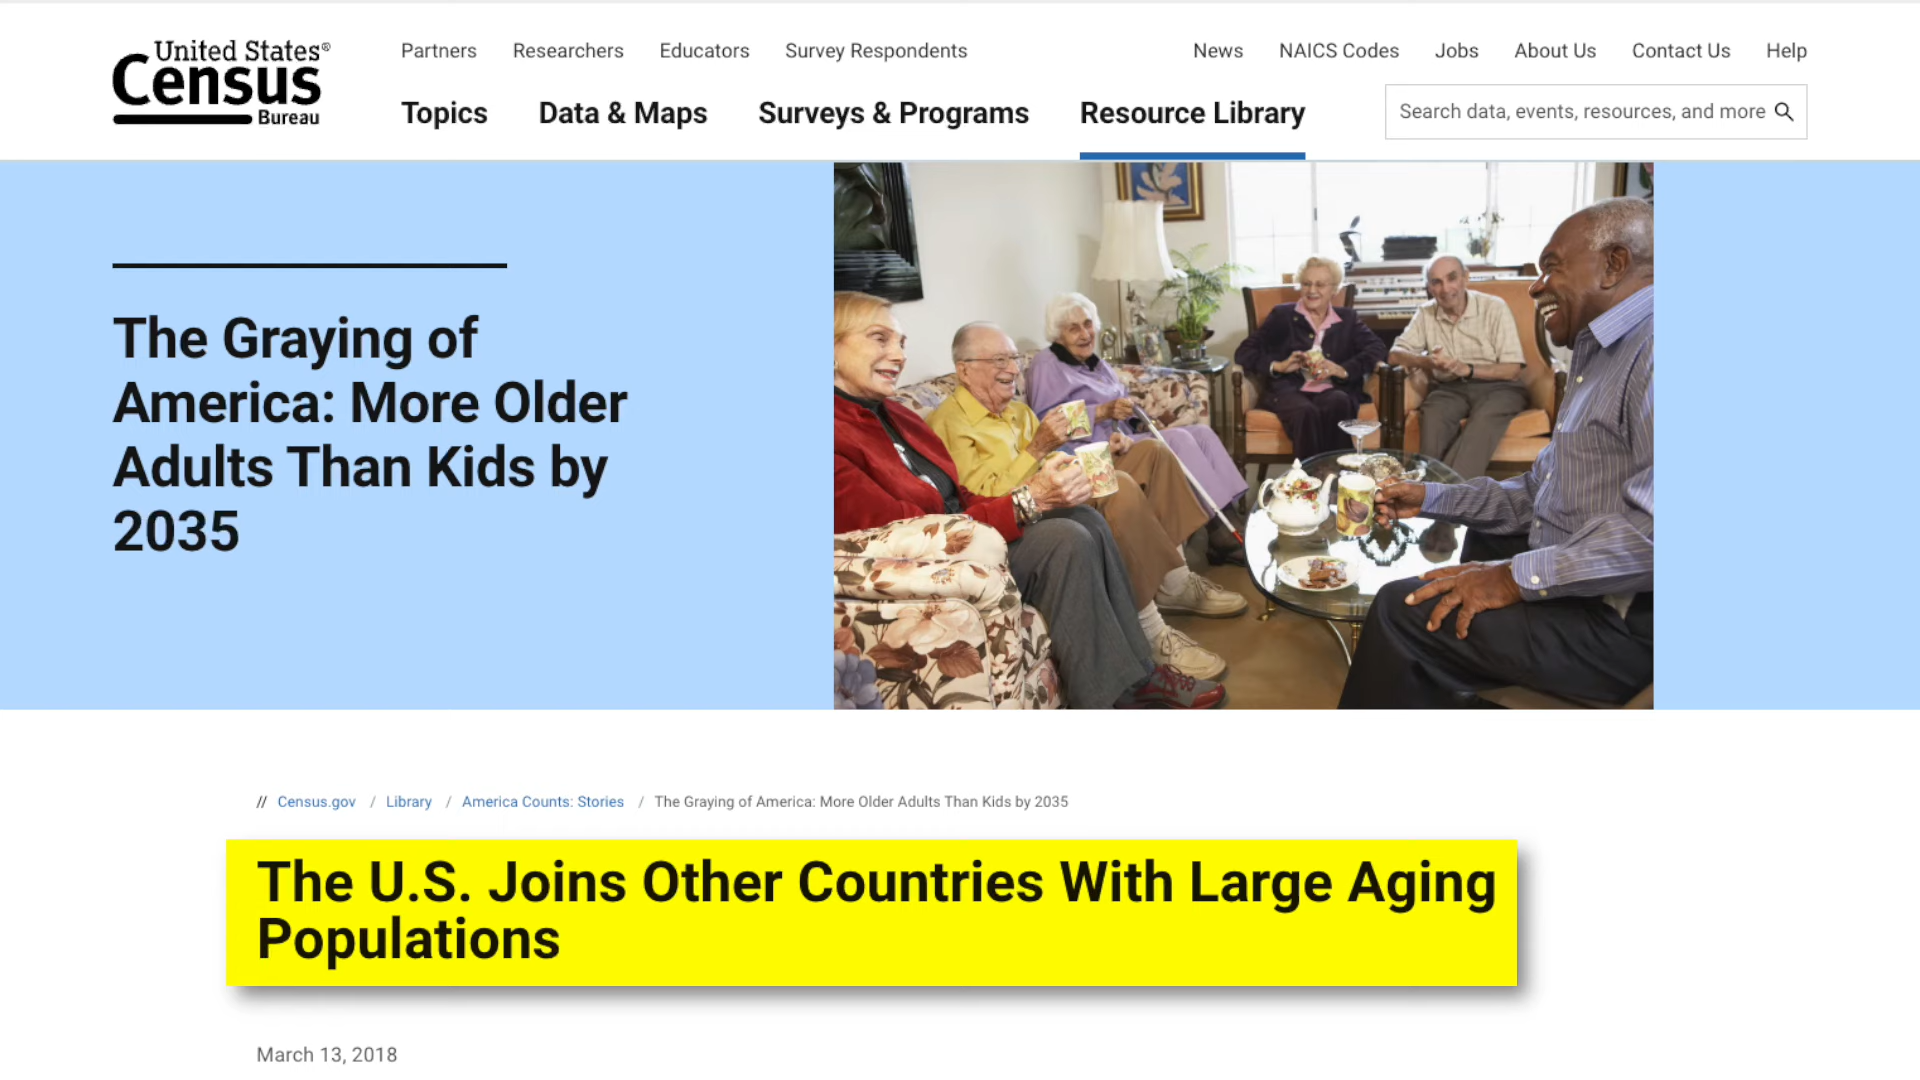 United States®
Census
Bureau
Partners Researchers Educators Survey Respondents
News NAICS Codes Jobs About Us Contact Us Help
Topics Data & Maps Surveys & Programs Resource Library
Search data, events, resources, and more
The Graying of
America: More Older
Adults Than Kids by
2035
// Census.gov / Library / America Counts: Stories / The Graying of America: More Older Adults Than Kids by 2035
The U.S. Joins Other Countries With Large Aging
Populations
March 13, 2018